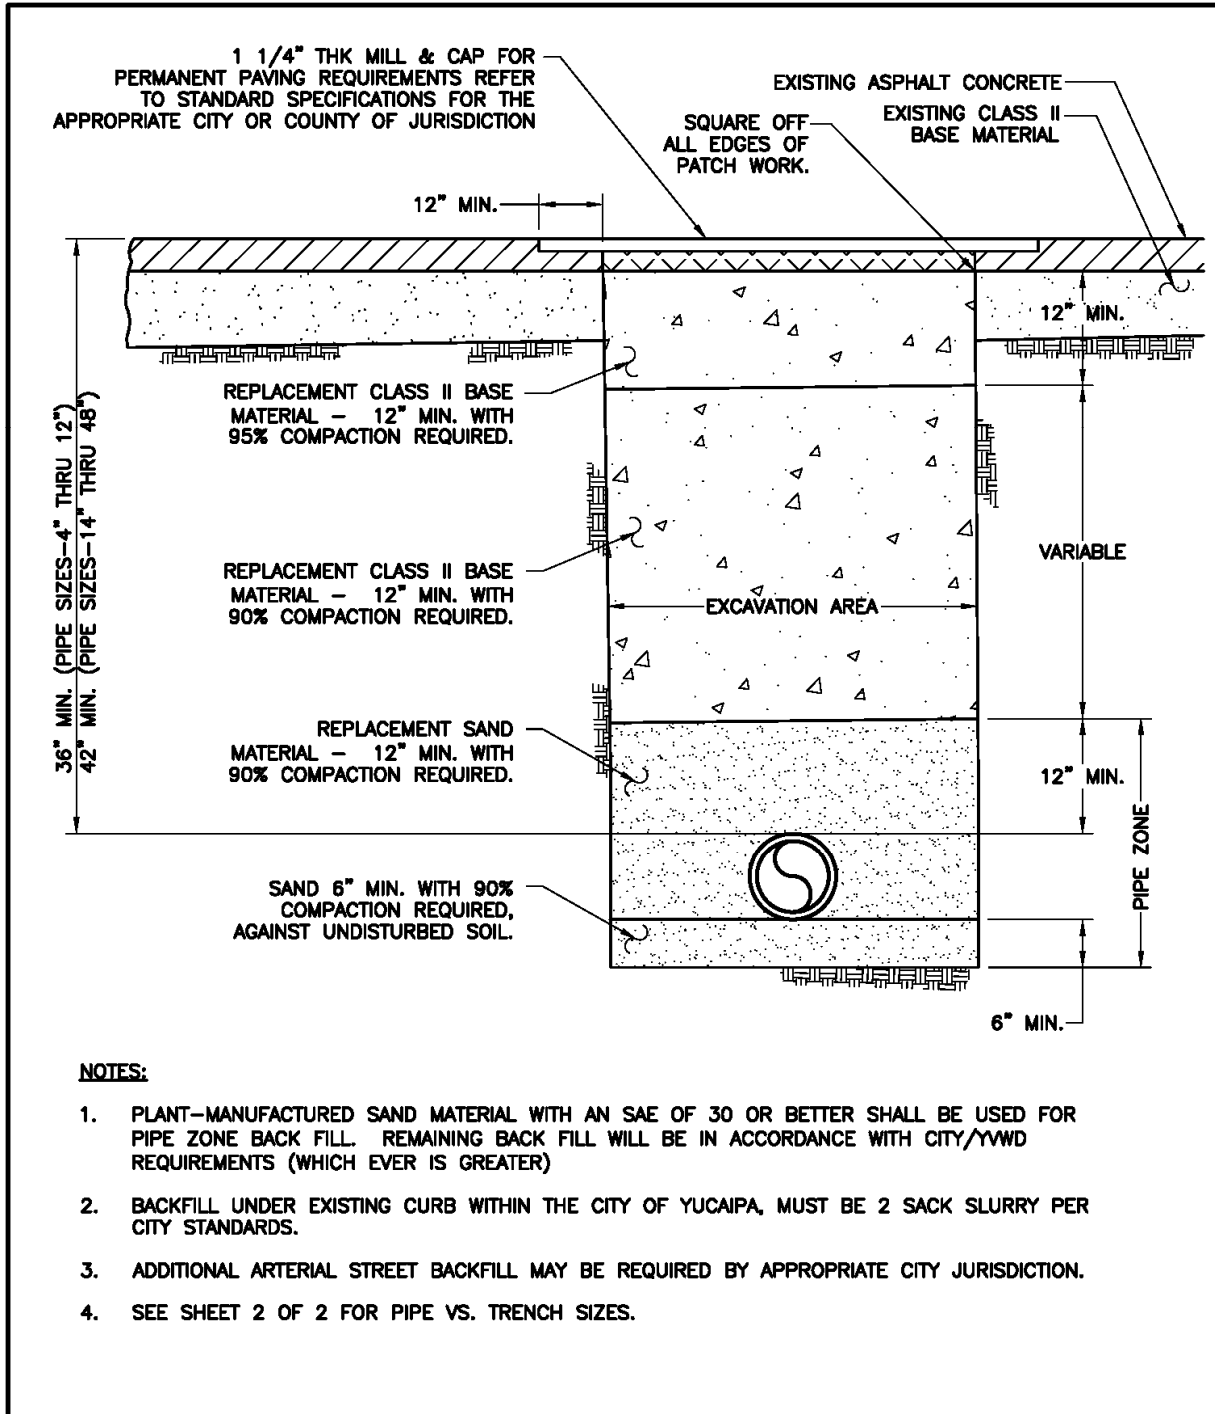 1 1/4" THK MILL & CAP FOR
PERMANENT PAVING REQUIREMENTS REFER
TO STANDARD SPECIFICATIONS FOR THE
APPROPRIATE CITY OR COUNTY OF JURISDICTION
EXISTING ASPHALT CONCRETE
EXISTING CLASS II
BASE MATERIAL
SQUARE OFF
ALL EDGES OF
PATCH WORK.
12" MIN.
12" MIN.
REPLACEMENT CLASS II BASE
MATERIAL – 12" MIN. WITH
95% COMPACTION REQUIRED.
36" MIN. (PIPE SIZES–4" THRU 12")
42" MIN. (PIPE SIZES–14" THRU 48")
VARIABLE
REPLACEMENT CLASS II BASE
MATERIAL – 12" MIN. WITH
90% COMPACTION REQUIRED.
EXCAVATION AREA
REPLACEMENT SAND
MATERIAL – 12" MIN. WITH
90% COMPACTION REQUIRED.
12" MIN.
PIPE ZONE
SAND 6" MIN. WITH 90%
COMPACTION REQUIRED,
AGAINST UNDISTURBED SOIL.
6" MIN.
NOTES:
1. PLANT–MANUFACTURED SAND MATERIAL WITH AN SAE OF 30 OR BETTER SHALL BE USED FOR
PIPE ZONE BACK FILL. REMAINING BACK FILL WILL BE IN ACCORDANCE WITH CITY/YVWD
REQUIREMENTS (WHICH EVER IS GREATER)
2. BACKFILL UNDER EXISTING CURB WITHIN THE CITY OF YUCAIPA, MUST BE 2 SACK SLURRY PER
CITY STANDARDS.
3. ADDITIONAL ARTERIAL STREET BACKFILL MAY BE REQUIRED BY APPROPRIATE CITY JURISDICTION.
4. SEE SHEET 2 OF 2 FOR PIPE VS. TRENCH SIZES.